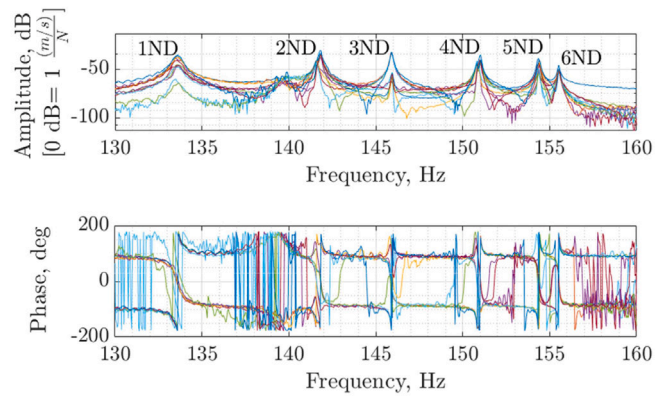 Amplitude, dB
[0 dB= 1 (m/s)/N]
1ND 2ND 3ND 4ND 5ND 6ND
-50
-100
130 135 140 145 150 155 160
Frequency, Hz
Phase, deg
200
0
-200
130 135 140 145 150 155 160
Frequency, Hz